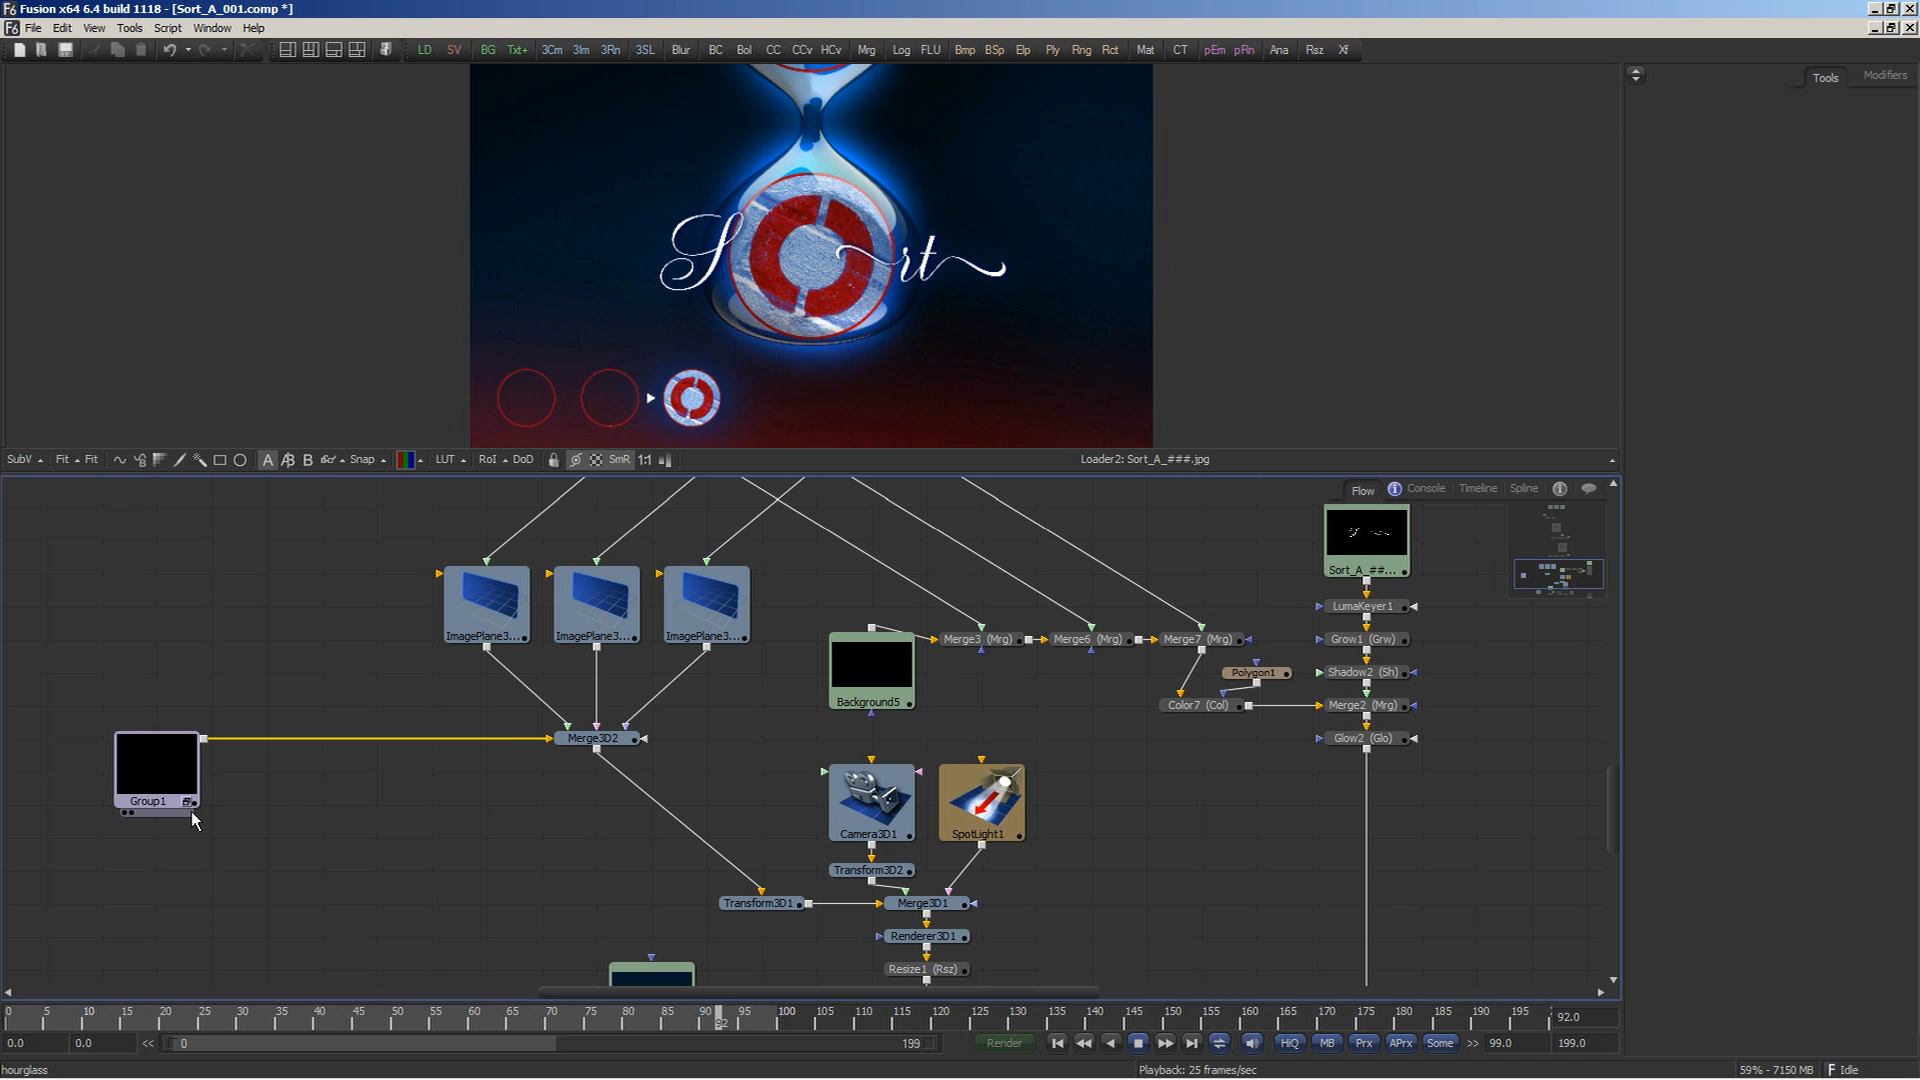 Fusion x64 6.4 build 1118 - [Sort_A_001.comp *]
File Edit View Tools Script Window Help
LD SV BG Txt+ 3Cm 3Im 3Rn 3SL Blur BC Bol CC CCv HCv Mrg Log FLU Bmp BSp Elp Ply Rng Rct Mat CT pEm pRn Ana Rsz Xf
Tools Modifiers
Sort
SubV Fit Fit A B Snap LUT RoI DoD SmR 1:1 Loader2: Sort_A_###.jpg
Flow Console Timeline Spline
Sort_A_##...
ImagePlane3... ImagePlane3... ImagePlane3...
LumaKeyer1
Merge3 (Mrg) Merge6 (Mrg) Merge7 (Mrg) Grow1 (Grw)
Polygon1 Shadow2 (Sh)
Background5 Color7 (Col) Merge2 (Mrg)
Merge3D2 Glow2 (Glo)
Group1
Camera3D1 SpotLight1
Transform3D2
Transform3D1 Merge3D1
Renderer3D1
Resize1 (Rsz)
0 5 10 15 20 25 30 35 40 45 50 55 60 65 70 75 80 85 90 95 100 105 110 115 120 125 130 135 140 145 150 155 160 165 170 175 180 185 190 195 92.0
92
0.0 0.0 << 0 199 Render HiQ MB Prx APrx Some >> 99.0 199.0
hourglass Playback: 25 frames/sec 59% - 7150 MB Idle